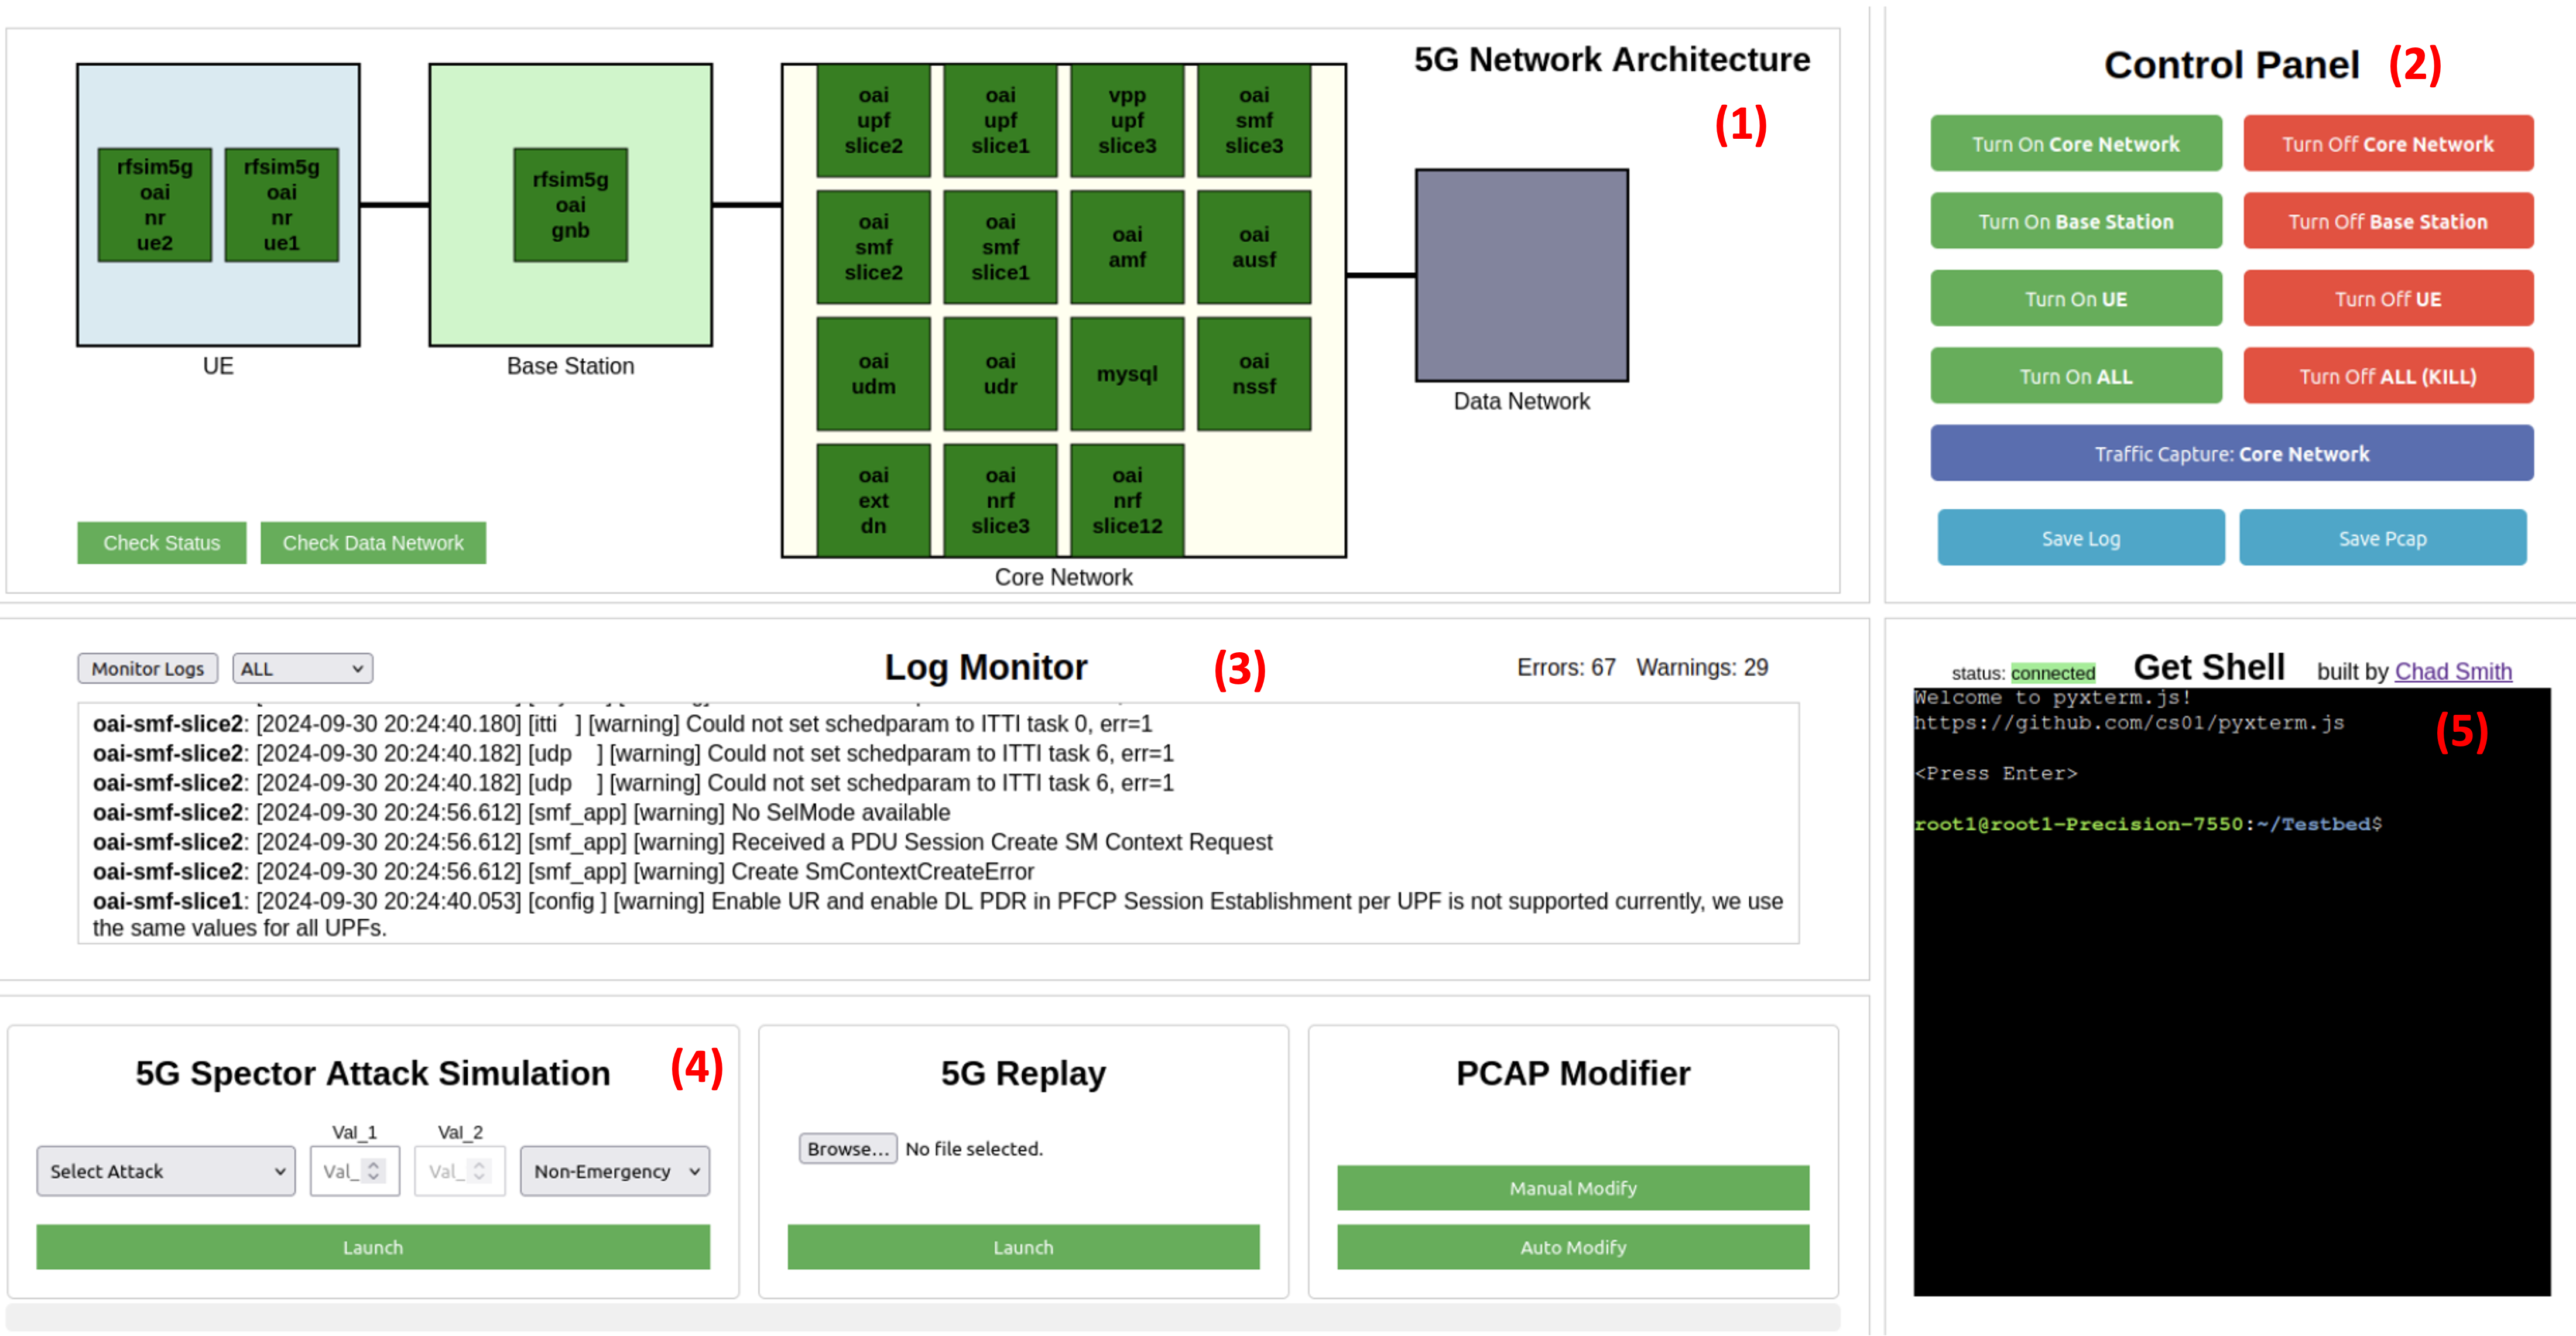 5G Network Architecture
(1)
rfsim5g
oai
nr
ue2
rfsim5g
oai
nr
ue1
UE
rfsim5g
oai
gnb
Base Station
oai
upf
slice2
oai
upf
slice1
vpp
upf
slice3
oai
smf
slice3
oai
smf
slice2
oai
smf
slice1
oai
amf
oai
ausf
oai
udm
oai
udr
mysql
oai
nssf
oai
ext
dn
oai
nrf
slice3
oai
nrf
slice12
Core Network
Data Network
Check Status
Check Data Network
Control Panel (2)
Turn On Core Network
Turn Off Core Network
Turn On Base Station
Turn Off Base Station
Turn On UE
Turn Off UE
Turn On ALL
Turn Off ALL (KILL)
Traffic Capture: Core Network
Save Log
Save Pcap
Monitor Logs
ALL
Log Monitor (3)
Errors: 67 Warnings: 29
oai-smf-slice2: [2024-09-30 20:24:40.180] [itti ] [warning] Could not set schedparam to ITTI task 0, err=1
oai-smf-slice2: [2024-09-30 20:24:40.182] [udp ] [warning] Could not set schedparam to ITTI task 6, err=1
oai-smf-slice2: [2024-09-30 20:24:40.182] [udp ] [warning] Could not set schedparam to ITTI task 6, err=1
oai-smf-slice2: [2024-09-30 20:24:56.612] [smf_app] [warning] No SelMode available
oai-smf-slice2: [2024-09-30 20:24:56.612] [smf_app] [warning] Received a PDU Session Create SM Context Request
oai-smf-slice2: [2024-09-30 20:24:56.612] [smf_app] [warning] Create SmContextCreateError
oai-smf-slice1: [2024-09-30 20:24:40.053] [config ] [warning] Enable UR and enable DL PDR in PFCP Session Establishment per UPF is not supported currently, we use
the same values for all UPFs.
status: connected
Get Shell
built by Chad Smith
Welcome to pyxterm.js!
https://github.com/cs01/pyxterm.js
(5)
<Press Enter>
root1@root1-Precision-7550:~/Testbed$
5G Spector Attack Simulation (4)
Val_1
Val_2
Select Attack
Val_
Val_
Non-Emergency
Launch
5G Replay
Browse... No file selected.
Launch
PCAP Modifier
Manual Modify
Auto Modify